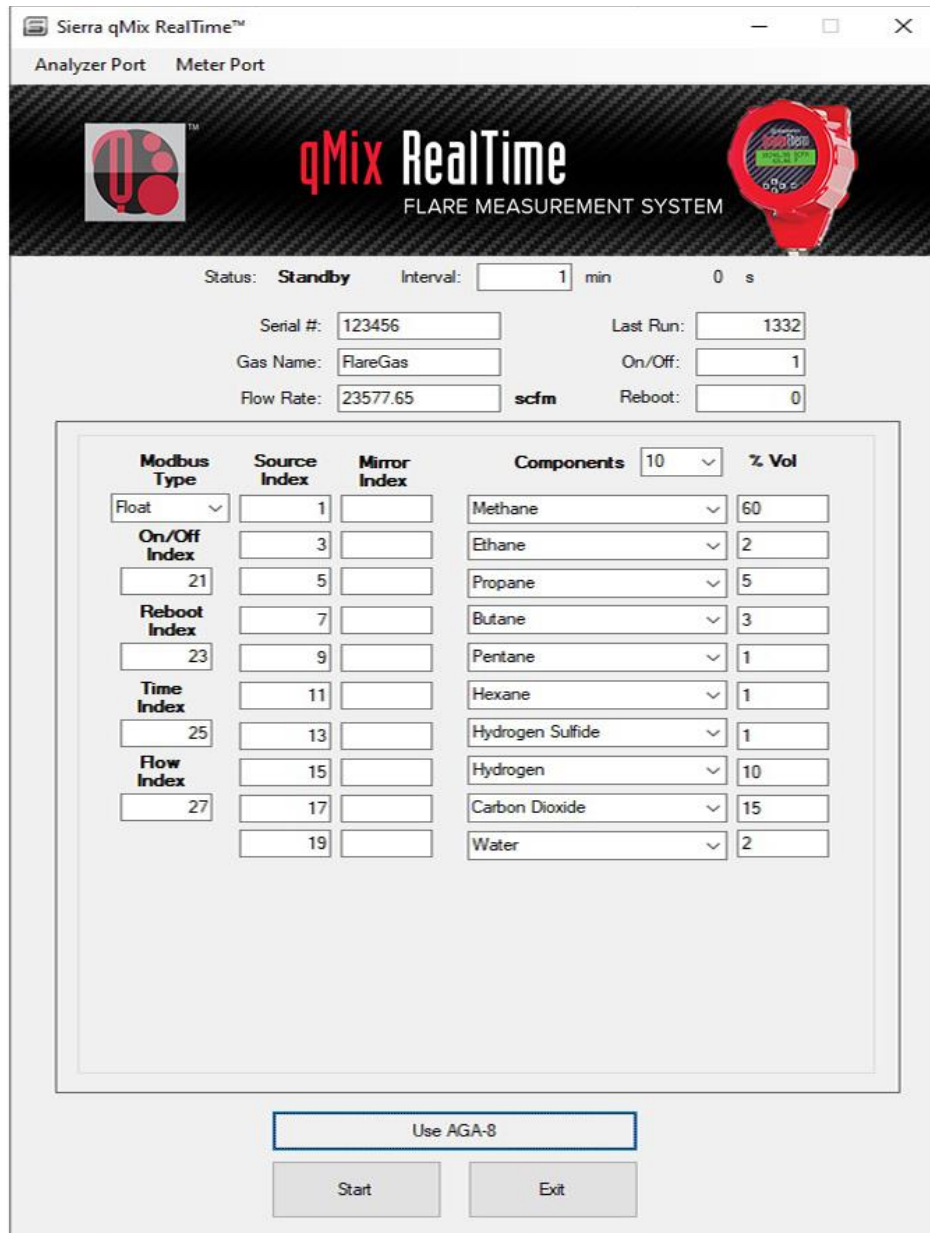 Sierra qMix RealTime™
Analyzer Port Meter Port
TM
qMix RealTime
FLARE MEASUREMENT SYSTEM
Status: Standby Interval: 1 min 0 s
Serial #: 123456 Last Run: 1332
Gas Name: FlareGas On/Off: 1
Flow Rate: 23577.65 scfm Reboot: 0
Modbus Type Source Index Mirror Index Components 10 % Vol
Float 1 Methane 60
On/Off Index 3 Ethane 2
21 5 Propane 5
Reboot Index 7 Butane 3
23 9 Pentane 1
Time Index 11 Hexane 1
25 13 Hydrogen Sulfide 1
Flow Index 15 Hydrogen 10
27 17 Carbon Dioxide 15
19 Water 2
Use AGA-8
Start Exit